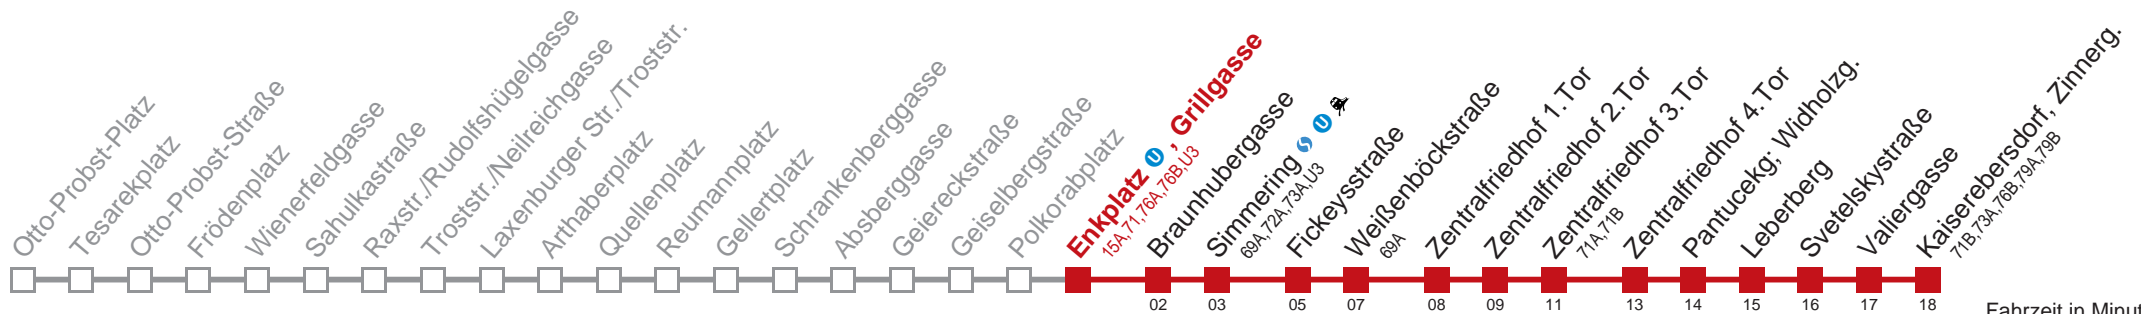 Otto-Probst-Platz
Tesarekplatz
Otto-Probst-Straße
Frödenplatz
Wienerfeldgasse
Sahulkastraße
Raxstr./Rudolfshügelgasse
Troststr./Neilreichgasse
Laxenburger Str./Troststr.
Arthaberplatz
Quellenplatz
Reumannplatz
Gellertplatz
Schrankenberggasse
Absberggasse
Geiereckstraße
Geiselbergstraße
Polkorabplatz
Enkplatz U , Grillgasse
15A,71,76A,76B,U3
Braunhubergasse
02
Simmering S U
69A,72A,73A,U3
03
Fickeysstraße
05
Weißenböckstraße
69A
07
Zentralfriedhof 1.Tor
08
Zentralfriedhof 2.Tor
09
Zentralfriedhof 3.Tor
71A,71B
11
Zentralfriedhof 4.Tor
13
Pantucekg; Widholzg.
14
Leberberg
15
Svetelskystraße
16
Valiergasse
17
Kaiserebersdorf, Zinnerg.
71B,73A,76B,79A,79B
18
Fahrzeit in Minut